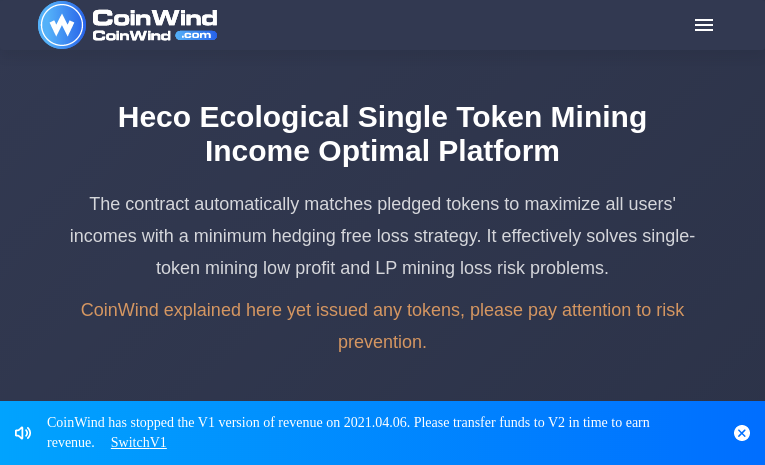 CoinWind
CoinWind .com
Heco Ecological Single Token Mining
Income Optimal Platform
The contract automatically matches pledged tokens to maximize all users'
incomes with a minimum hedging free loss strategy. It effectively solves single-
token mining low profit and LP mining loss risk problems.
CoinWind explained here yet issued any tokens, please pay attention to risk
prevention.
CoinWind has stopped the V1 version of revenue on 2021.04.06. Please transfer funds to V2 in time to earn
revenue. SwitchV1